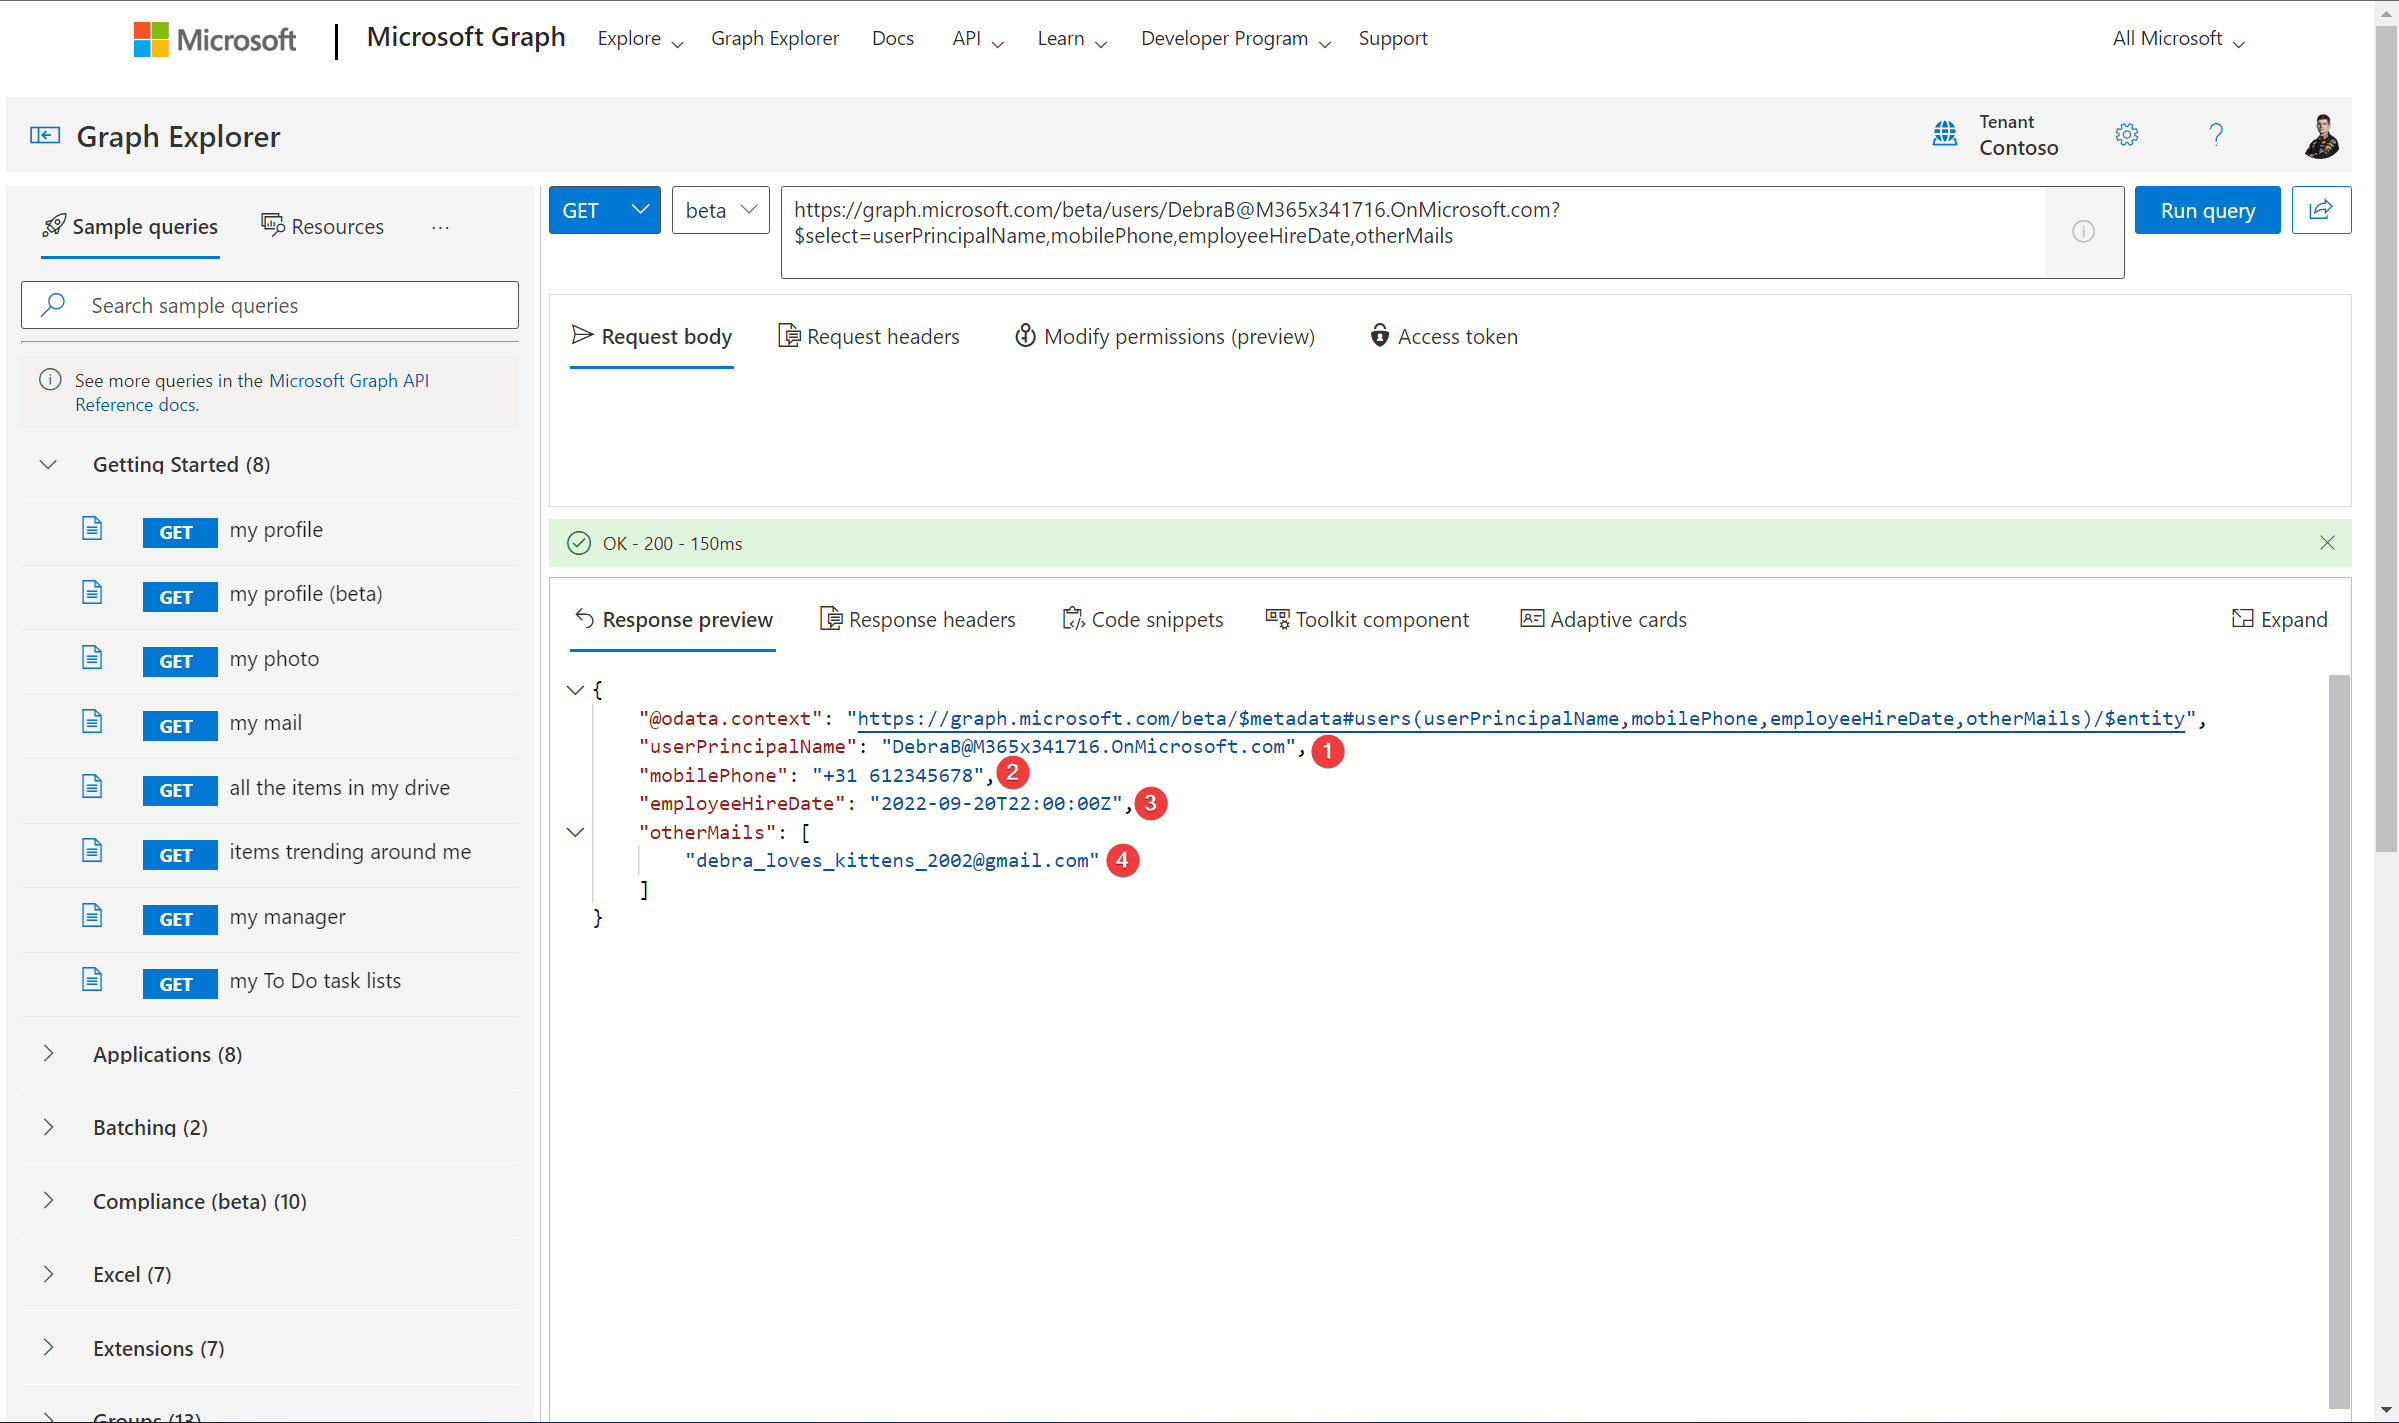 Microsoft | Microsoft Graph Explore Graph Explorer Docs API Learn Developer Program Support All Microsoft
Graph Explorer
Tenant
Contoso
?
Sample queries Resources ...
Search sample queries
See more queries in the Microsoft Graph API
Reference docs.
Getting Started (8)
GET my profile
GET my profile (beta)
GET my photo
GET my mail
GET all the items in my drive
GET items trending around me
GET my manager
GET my To Do task lists
Applications (8)
Batching (2)
Compliance (beta) (10)
Excel (7)
Extensions (7)
Groups (13)
GET beta
https://graph.microsoft.com/beta/users/DebraB@M365x341716.OnMicrosoft.com?
$select=userPrincipalName,mobilePhone,employeeHireDate,otherMails
Run query
Request body Request headers Modify permissions (preview) Access token
OK - 200 - 150ms
Response preview Response headers Code snippets Toolkit component Adaptive cards Expand
{
"@odata.context": "https://graph.microsoft.com/beta/$metadata#users(userPrincipalName,mobilePhone,employeeHireDate,otherMails)/$entity",
"userPrincipalName": "DebraB@M365x341716.OnMicrosoft.com", 1
"mobilePhone": "+31 612345678", 2
"employeeHireDate": "2022-09-20T22:00:00Z", 3
"otherMails": [
"debra_loves_kittens_2002@gmail.com" 4
]
}